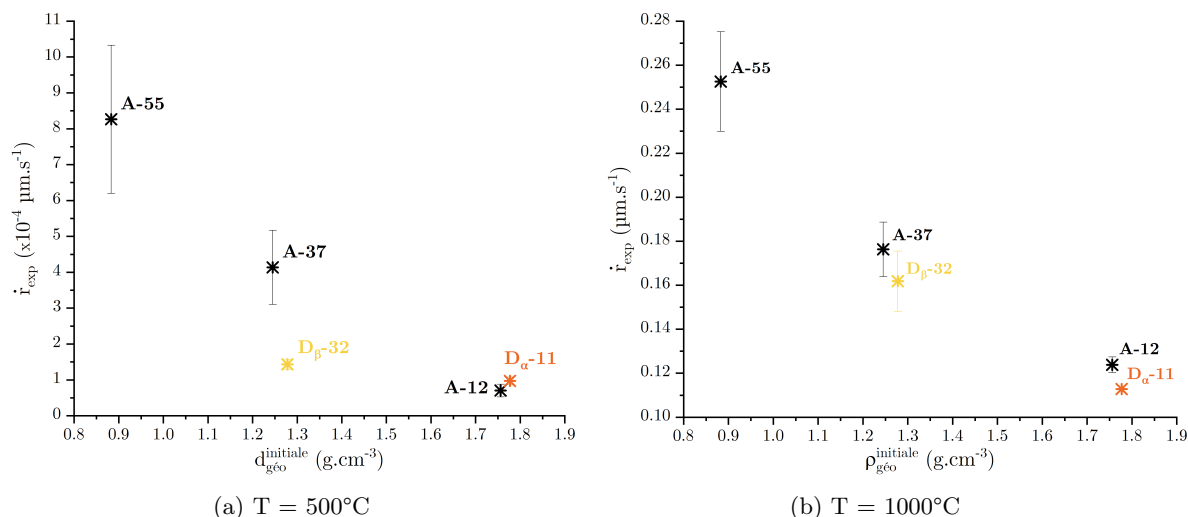 11
10
9
8
7
6
5
4
3
2
1
0
ṙexp (x10-4 µm.s-1)
A-55
A-37
Dβ-32
Dα-11
A-12
0.8 0.9 1.0 1.1 1.2 1.3 1.4 1.5 1.6 1.7 1.8 1.9
d initiale géo (g.cm-3)
(a) T = 500°C
0.28
0.26
0.24
0.22
0.20
0.18
0.16
0.14
0.12
0.10
ṙexp (µm.s-1)
A-55
A-37
Dβ-32
A-12
Dα-11
0.8 0.9 1.0 1.1 1.2 1.3 1.4 1.5 1.6 1.7 1.8 1.9
ρ initiale géo (g.cm-3)
(b) T = 1000°C